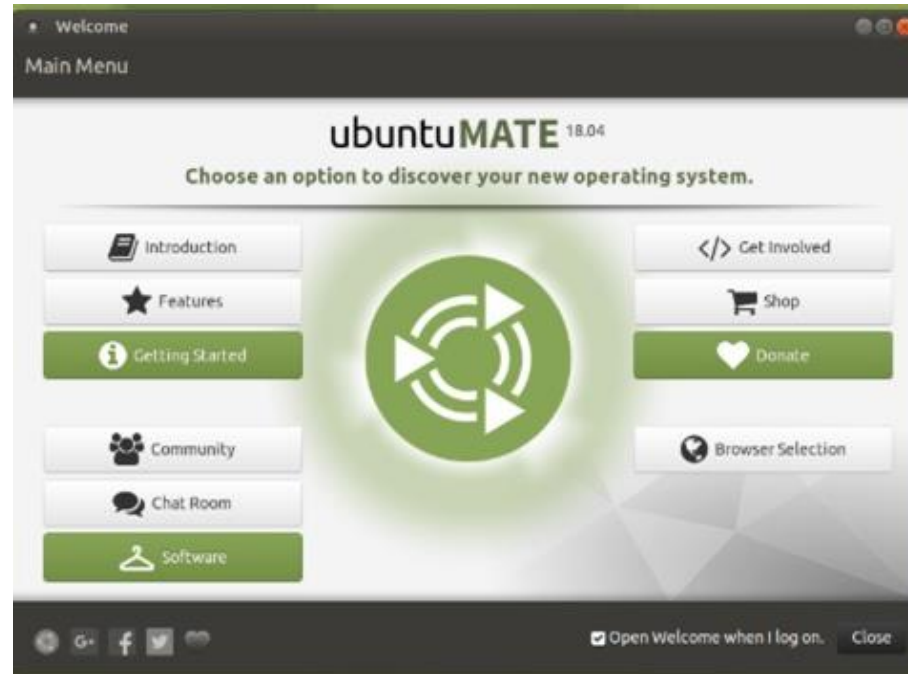 Welcome
Main Menu
ubuntuMATE 18.04
Choose an option to discover your new operating system.
Introduction
Features
Getting Started
Community
Chat Room
Software
</> Get Involved
Shop
Donate
Browser Selection
G+ f
Open Welcome when I log on. Close